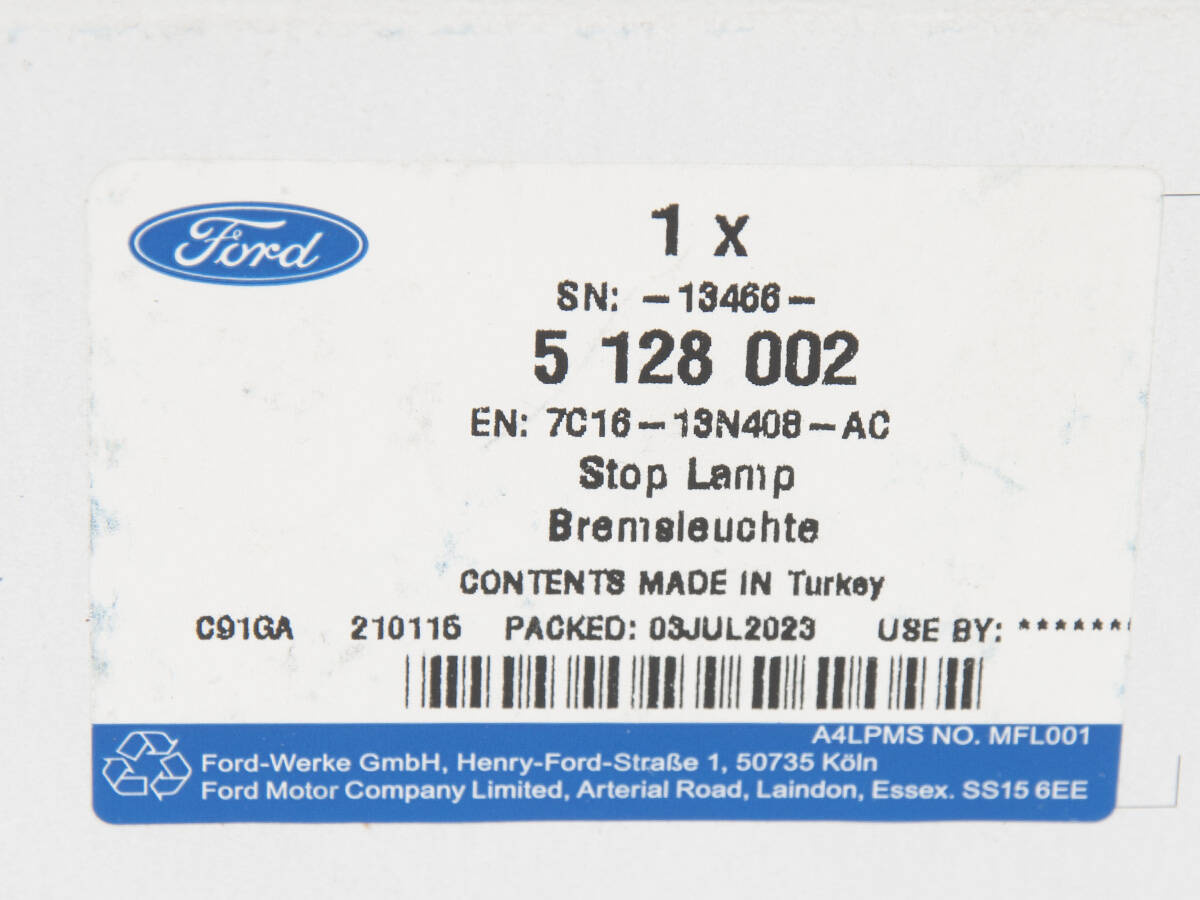 Ford
1 x
SN: -13466-
5 128 002
EN: 7C16-13N408-AC
Stop Lamp
Bremsleuchte
CONTENTS MADE IN Turkey
C91GA 210115 PACKED: 03JUL2023 USE BY: *******
A4LPMS NO. MFL001
Ford-Werke GmbH, Henry-Ford-Straße 1, 50735 Köln
Ford Motor Company Limited, Arterial Road, Laindon, Essex. SS15 6EE